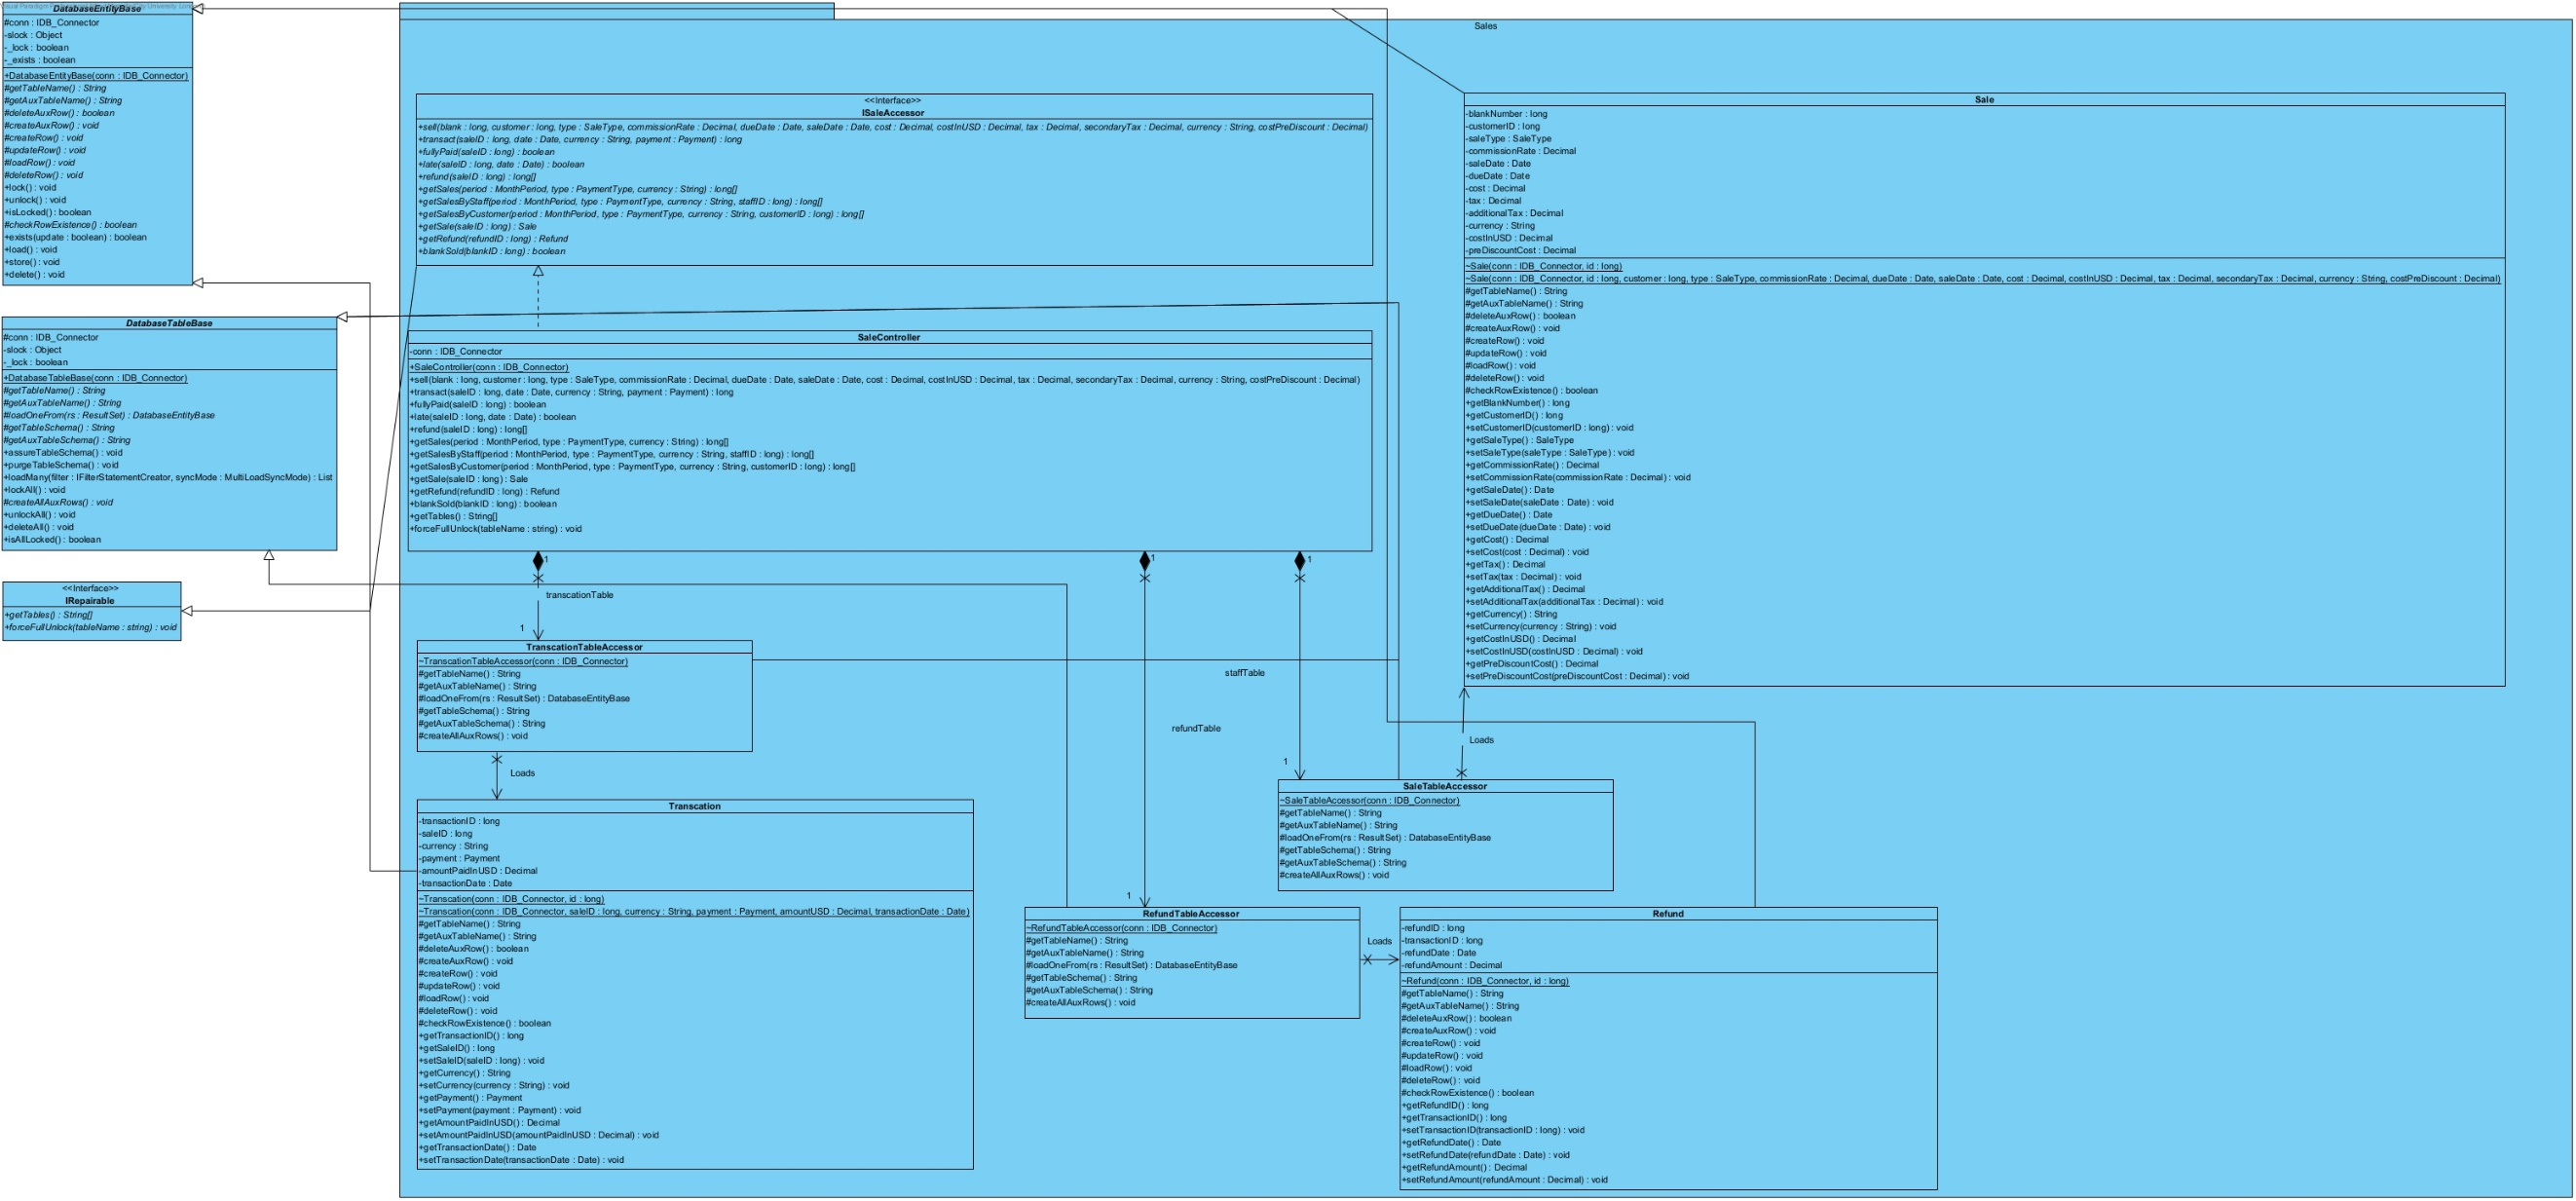 DatabaseEntityBase
#conn : IDB_Connector
-slock : Object
-_lock : boolean
-_exists : boolean
+DatabaseEntityBase(conn : IDB_Connector)
#getTableName() : String
#getAuxTableName() : String
#deleteAuxRow() : boolean
#createAuxRow() : void
#createRow() : void
#updateRow() : void
#loadRow() : void
#deleteRow() : void
+lock() : void
+unlock() : void
+isLocked() : boolean
#checkRowExistence() : boolean
+exists(update : boolean) : boolean
+load() : void
+store() : void
+delete() : void
DatabaseTableBase
#conn : IDB_Connector
-slock : Object
-_lock : boolean
+DatabaseTableBase(conn : IDB_Connector)
#getTableName() : String
#getAuxTableName() : String
#loadOneFrom(rs : ResultSet) : DatabaseEntityBase
#getTableSchema() : String
#getAuxTableSchema() : String
+assureTableSchema() : void
+purgeTableSchema() : void
+loadMany(filter : IFilterStatementCreator, syncMode : MultiLoadSyncMode) : List
+lockAll() : void
#createAllAuxRows() : void
+unlockAll() : void
+deleteAll() : void
+isAllLocked() : boolean
<<Interface>>
IRepairable
+getTables() : String[]
+forceFullUnlock(tableName : string) : void
Sales
<<Interface>>
ISaleAccessor
+sell(blank : long, customer : long, type : SaleType, commissionRate : Decimal, dueDate : Date, saleDate : Date, cost : Decimal, costInUSD : Decimal, tax : Decimal, secondaryTax : Decimal, currency : String, costPreDiscount : Decimal)
+transact(saleID : long, date : Date, currency : String, payment : Payment) : long
+fullyPaid(saleID : long) : boolean
+late(saleID : long, date : Date) : boolean
+refund(saleID : long) : long[]
+getSales(period : MonthPeriod, type : PaymentType, currency : String) : long[]
+getSalesByStaff(period : MonthPeriod, type : PaymentType, currency : String, staffID : long) : long[]
+getSalesByCustomer(period : MonthPeriod, type : PaymentType, currency : String, customerID : long) : long[]
+getSale(saleID : long) : Sale
+getRefund(refundID : long) : Refund
+blankSold(blankID : long) : boolean
SaleController
-conn : IDB_Connector
+SaleController(conn : IDB_Connector)
+sell(blank : long, customer : long, type : SaleType, commissionRate : Decimal, dueDate : Date, saleDate : Date, cost : Decimal, costInUSD : Decimal, tax : Decimal, secondaryTax : Decimal, currency : String, costPreDiscount : Decimal)
+transact(saleID : long, date : Date, currency : String, payment : Payment) : long
+fullyPaid(saleID : long) : boolean
+late(saleID : long, date : Date) : boolean
+refund(saleID : long) : long[]
+getSales(period : MonthPeriod, type : PaymentType, currency : String) : long[]
+getSalesByStaff(period : MonthPeriod, type : PaymentType, currency : String, staffID : long) : long[]
+getSalesByCustomer(period : MonthPeriod, type : PaymentType, currency : String, customerID : long) : long[]
+getSale(saleID : long) : Sale
+getRefund(refundID : long) : Refund
+blankSold(blankID : long) : boolean
+getTables() : String[]
+forceFullUnlock(tableName : string) : void
1
1
1
transcationTable
1
staffTable
refundTable
1
1
TranscationTableAccessor
~TranscationTableAccessor(conn : IDB_Connector)
#getTableName() : String
#getAuxTableName() : String
#loadOneFrom(rs : ResultSet) : DatabaseEntityBase
#getTableSchema() : String
#getAuxTableSchema() : String
#createAllAuxRows() : void
Loads
Transcation
-transactionID : long
-saleID : long
-currency : String
-payment : Payment
-amountPaidInUSD : Decimal
-transactionDate : Date
~Transcation(conn : IDB_Connector, id : long)
~Transcation(conn : IDB_Connector, saleID : long, currency : String, payment : Payment, amountUSD : Decimal, transactionDate : Date)
#getTableName() : String
#getAuxTableName() : String
#deleteAuxRow() : boolean
#createAuxRow() : void
#createRow() : void
#updateRow() : void
#loadRow() : void
#deleteRow() : void
#checkRowExistence() : boolean
+getTransactionID() : long
+getSaleID() : long
+setSaleID(saleID : long) : void
+getCurrency() : String
+setCurrency(currency : String) : void
+getPayment() : Payment
+setPayment(payment : Payment) : void
+getAmountPaidInUSD() : Decimal
+setAmountPaidInUSD(amountPaidInUSD : Decimal) : void
+getTransactionDate() : Date
+setTransactionDate(transactionDate : Date) : void
Sale
-blankNumber : long
-customerID : long
-saleType : SaleType
-commissionRate : Decimal
-saleDate : Date
-dueDate : Date
-cost : Decimal
-tax : Decimal
-additionalTax : Decimal
-currency : String
-costInUSD : Decimal
-preDiscountCost : Decimal
~Sale(conn : IDB_Connector, id : long)
~Sale(conn : IDB_Connector, id : long, customer : long, type : SaleType, commissionRate : Decimal, dueDate : Date, saleDate : Date, cost : Decimal, costInUSD : Decimal, tax : Decimal, secondaryTax : Decimal, currency : String, costPreDiscount : Decimal)
#getTableName() : String
#getAuxTableName() : String
#deleteAuxRow() : boolean
#createAuxRow() : void
#createRow() : void
#updateRow() : void
#loadRow() : void
#deleteRow() : void
#checkRowExistence() : boolean
+getBlankNumber() : long
+getCustomerID() : long
+setCustomerID(customerID : long) : void
+getSaleType() : SaleType
+setSaleType(saleType : SaleType) : void
+getCommissionRate() : Decimal
+setCommissionRate(commissionRate : Decimal) : void
+getSaleDate() : Date
+setSaleDate(saleDate : Date) : void
+getDueDate() : Date
+setDueDate(dueDate : Date) : void
+getCost() : Decimal
+setCost(cost : Decimal) : void
+getTax() : Decimal
+setTax(tax : Decimal) : void
+getAdditionalTax() : Decimal
+setAdditionalTax(additionalTax : Decimal) : void
+getCurrency() : String
+setCurrency(currency : String) : void
+getCostInUSD() : Decimal
+setCostInUSD(costInUSD : Decimal) : void
+getPreDiscountCost() : Decimal
+setPreDiscountCost(preDiscountCost : Decimal) : void
Loads
SaleTableAccessor
~SaleTableAccessor(conn : IDB_Connector)
#getTableName() : String
#getAuxTableName() : String
#loadOneFrom(rs : ResultSet) : DatabaseEntityBase
#getTableSchema() : String
#getAuxTableSchema() : String
#createAllAuxRows() : void
RefundTableAccessor
~RefundTableAccessor(conn : IDB_Connector)
#getTableName() : String
#getAuxTableName() : String
#loadOneFrom(rs : ResultSet) : DatabaseEntityBase
#getTableSchema() : String
#getAuxTableSchema() : String
#createAllAuxRows() : void
Loads
Refund
-refundID : long
-transactionID : long
-refundDate : Date
-refundAmount : Decimal
~Refund(conn : IDB_Connector, id : long)
#getTableName() : String
#getAuxTableName() : String
#deleteAuxRow() : boolean
#createAuxRow() : void
#createRow() : void
#updateRow() : void
#loadRow() : void
#deleteRow() : void
#checkRowExistence() : boolean
+getRefundID() : long
+getTransactionID() : long
+setTransactionID(transactionID : long) : void
+getRefundDate() : Date
+setRefundDate(refundDate : Date) : void
+getRefundAmount() : Decimal
+setRefundAmount(refundAmount : Decimal) : void